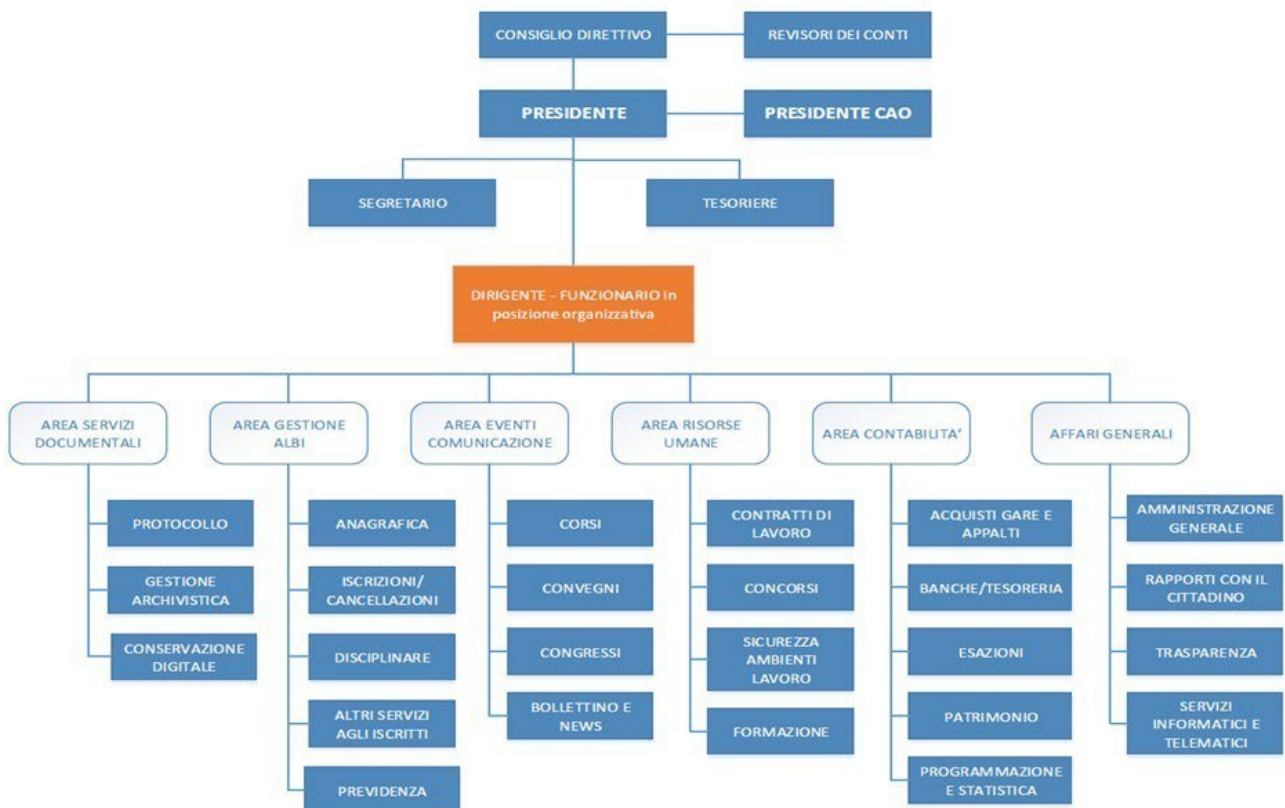 CONSIGLIO DIRETTIVO
REVISORI DEI CONTI
PRESIDENTE
PRESIDENTE CAO
SEGRETARIO
TESORIERE
DIRIGENTE - FUNZIONARIO in
posizione organizzativa
AREA SERVIZI
DOCUMENTALI
PROTOCOLLO
GESTIONE
ARCHIVISTICA
CONSERVAZIONE
DIGITALE
AREA GESTIONE
ALBI
ANAGRAFICA
ISCRIZIONI/
CANCELLAZIONI
DISCIPLINARE
ALTRI SERVIZI
AGLI ISCRITTI
PREVIDENZA
AREA EVENTI
COMUNICAZIONE
CORSI
CONVEGNI
CONGRESSI
BOLLETTINO E
NEWS
AREA RISORSE
UMANE
CONTRATTI DI
LAVORO
CONCORSI
SICUREZZA
AMBIENTI
LAVORO
FORMAZIONE
AREA CONTABILITA'
ACQUISTI GARE E
APPALTI
BANCHE/TESORERIA
ESAZIONI
PATRIMONIO
PROGRAMMAZIONE
E STATISTICA
AFFARI GENERALI
AMMINISTRAZIONE
GENERALE
RAPPORTI CON IL
CITTADINO
TRASPARENZA
SERVIZI
INFORMATICI E
TELEMATICI